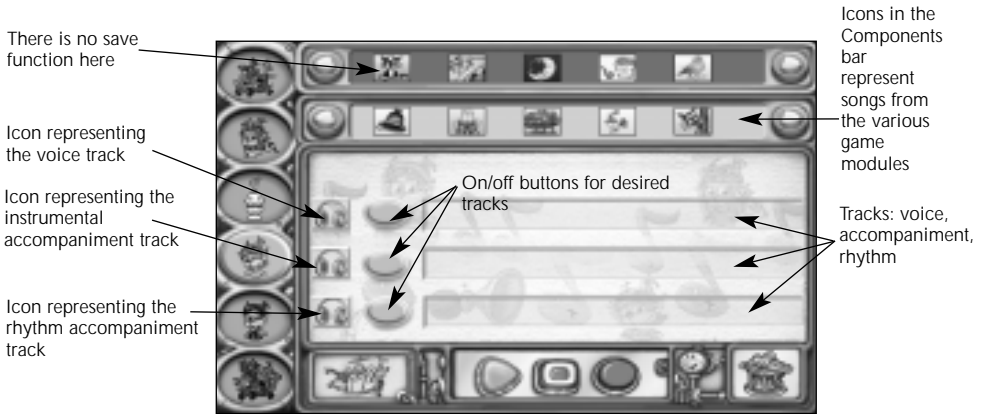 There is no save
function here
Icon representing
the voice track
Icon representing the
instrumental
accompaniment track
Icon representing the
rhythm accompaniment
track
On/off buttons for desired
tracks
Icons in the
Components
bar
represent
songs from
the various
game
modules
Tracks: voice,
accompaniment,
rhythm